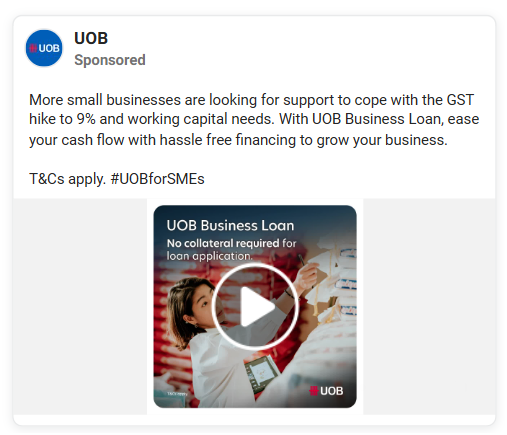 UOB
UOB
Sponsored
More small businesses are looking for support to cope with the GST
hike to 9% and working capital needs. With UOB Business Loan, ease
your cash flow with hassle free financing to grow your business.
T&Cs apply. #UOBforSMEs
UOB Business Loan
No collateral required for
loan application.
T&Cs apply.
UOB